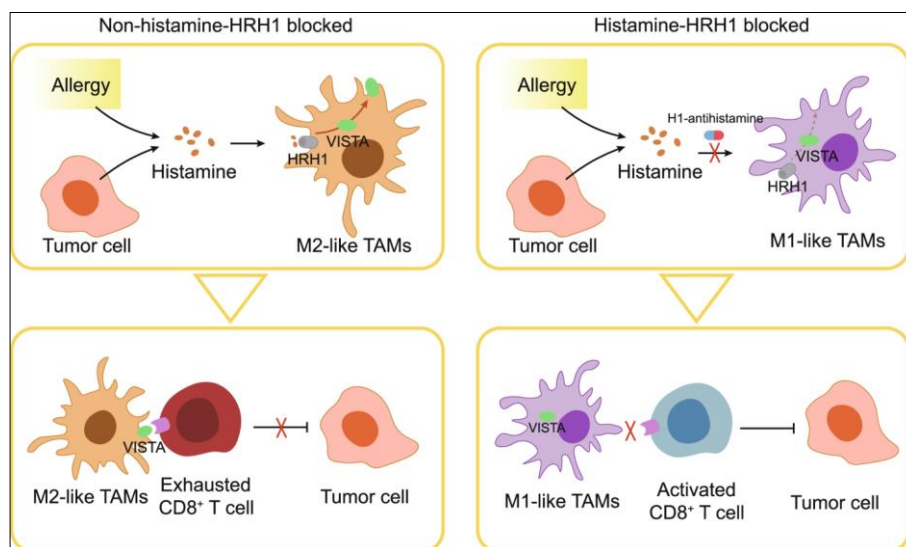 Non-histamine-HRH1 blocked
Allergy
HRH1
VISTA
Histamine
Tumor cell
M2-like TAMs
Histamine-HRH1 blocked
Allergy
H1-antihistamine
VISTA
HRH1
Histamine
Tumor cell
M1-like TAMs
VISTA
M2-like TAMs
Exhausted
CD8⁺ T cell
Tumor cell
VISTA
M1-like TAMs
Activated
CD8⁺ T cell
Tumor cell